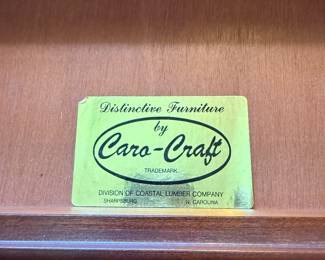 Distinctive Furniture
by
Caro-Craft
TRADEMARK
DIVISION OF COASTAL LUMBER COMPANY
SHARPSBURG N. CAROLINA